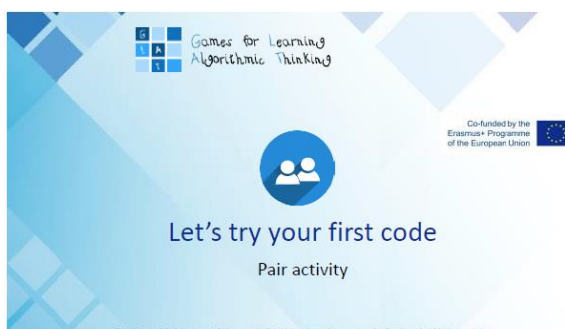 G
L A
T
Games for Learning
Algorithmic Thinking
Co-funded by the
Erasmus+ Programme
of the European Union
Let's try your first code
Pair activity